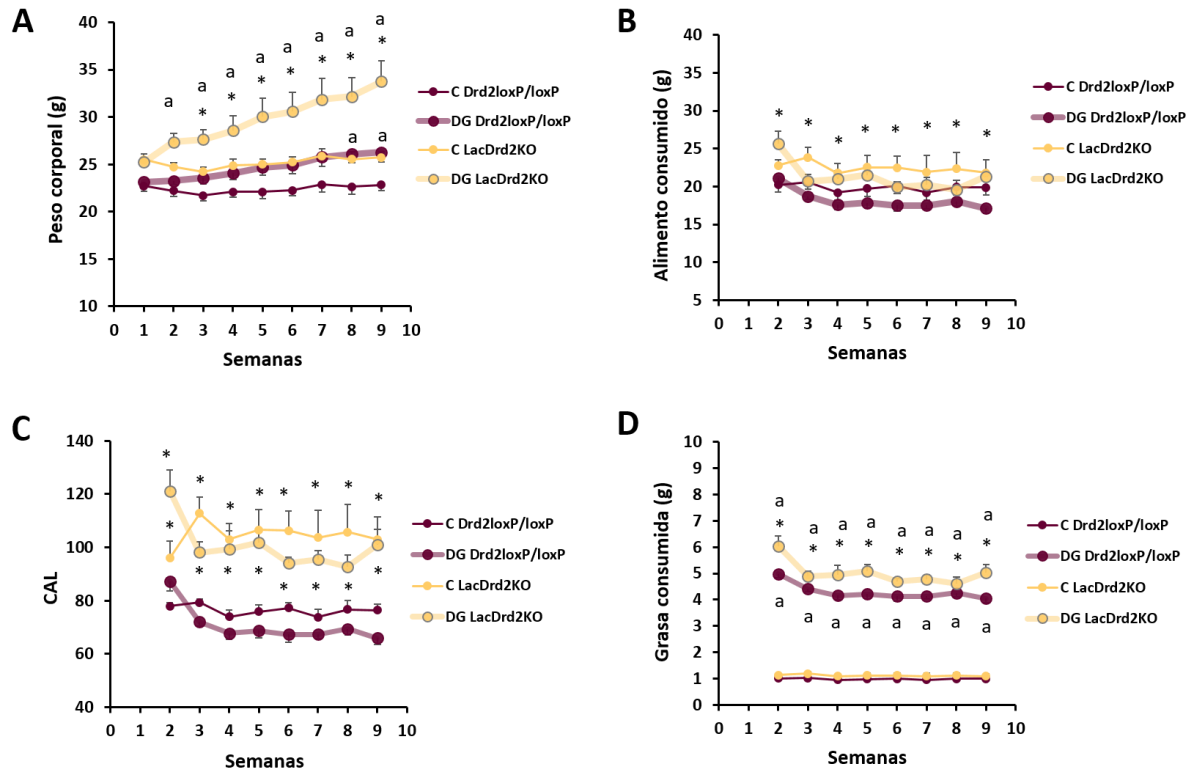 A
40
35
30
25
20
15
10
Peso corporal (g)
a a a a a a a a
* * * * * * *
a a
0 1 2 3 4 5 6 7 8 9 10
Semanas
C Drd2loxP/loxP
DG Drd2loxP/loxP
C LacDrd2KO
DG LacDrd2KO
B
40
35
30
25
20
15
10
5
Alimento consumido (g)
* * * * * * * *
0 1 2 3 4 5 6 7 8 9 10
Semanas
C Drd2loxP/loxP
DG Drd2loxP/loxP
C LacDrd2KO
DG LacDrd2KO
C
140
120
100
80
60
40
CAL
* * * * * * * *
* * * * * * * *
0 1 2 3 4 5 6 7 8 9 10
Semanas
C Drd2loxP/loxP
DG Drd2loxP/loxP
C LacDrd2KO
DG LacDrd2KO
D
10
9
8
7
6
5
4
3
2
1
0
Grasa consumida (g)
a a a a a a a a
* * * * * * * *
a a a a a a a a
0 1 2 3 4 5 6 7 8 9 10
Semanas
C Drd2loxP/loxP
DG Drd2loxP/loxP
C LacDrd2KO
DG LacDrd2KO